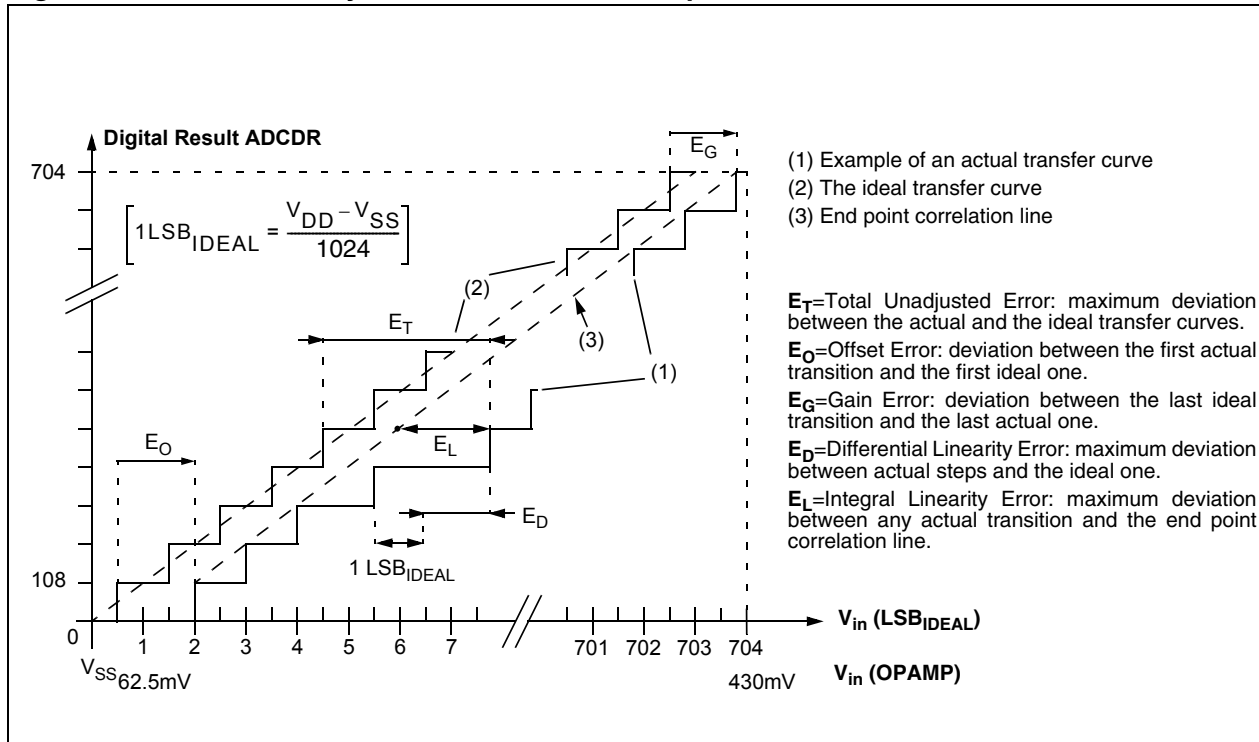 Digital Result ADCDR
704
1LSB_IDEAL = (V_DD – V_SS) / 1024
E_G
(1) Example of an actual transfer curve
(2) The ideal transfer curve
(3) End point correlation line
(2)
E_T
(3)
(1)
E_O
E_L
E_D
1 LSB_IDEAL
E_T=Total Unadjusted Error: maximum deviation
between the actual and the ideal transfer curves.
E_O=Offset Error: deviation between the first actual
transition and the first ideal one.
E_G=Gain Error: deviation between the last ideal
transition and the last actual one.
E_D=Differential Linearity Error: maximum deviation
between actual steps and the ideal one.
E_L=Integral Linearity Error: maximum deviation
between any actual transition and the end point
correlation line.
108
0
1 2 3 4 5 6 7 701 702 703 704
V_in (LSB_IDEAL)
V_SS 62.5mV 430mV
V_in (OPAMP)